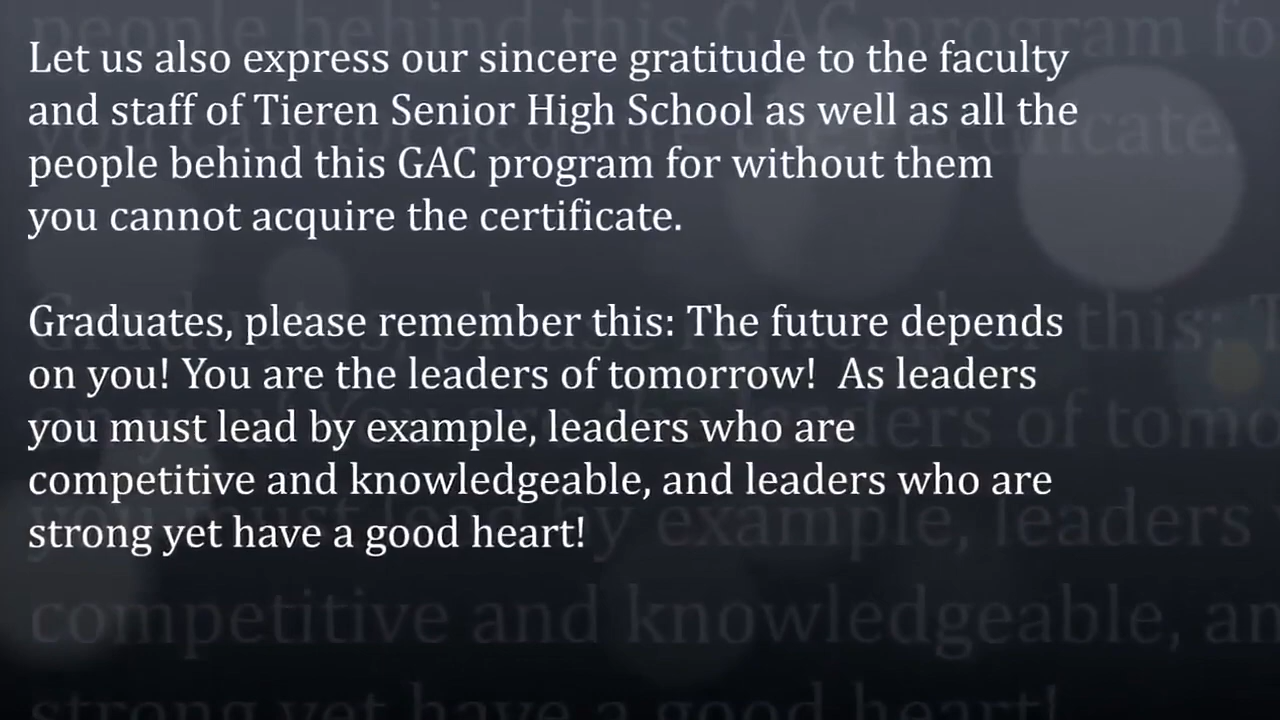 Let us also express our sincere gratitude to the faculty
and staff of Tieren Senior High School as well as all the
people behind this GAC program for without them
you cannot acquire the certificate.
Graduates, please remember this: The future depends
on you! You are the leaders of tomorrow!  As leaders
you must lead by example, leaders who are
competitive and knowledgeable, and leaders who are
strong yet have a good heart!